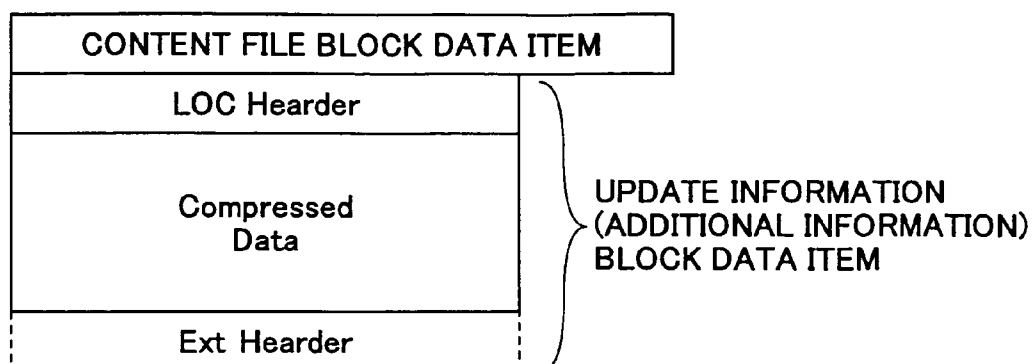 CONTENT FILE BLOCK DATA ITEM
LOC Hearder
Compressed
Data
Ext Hearder
UPDATE INFORMATION
(ADDITIONAL INFORMATION)
BLOCK DATA ITEM